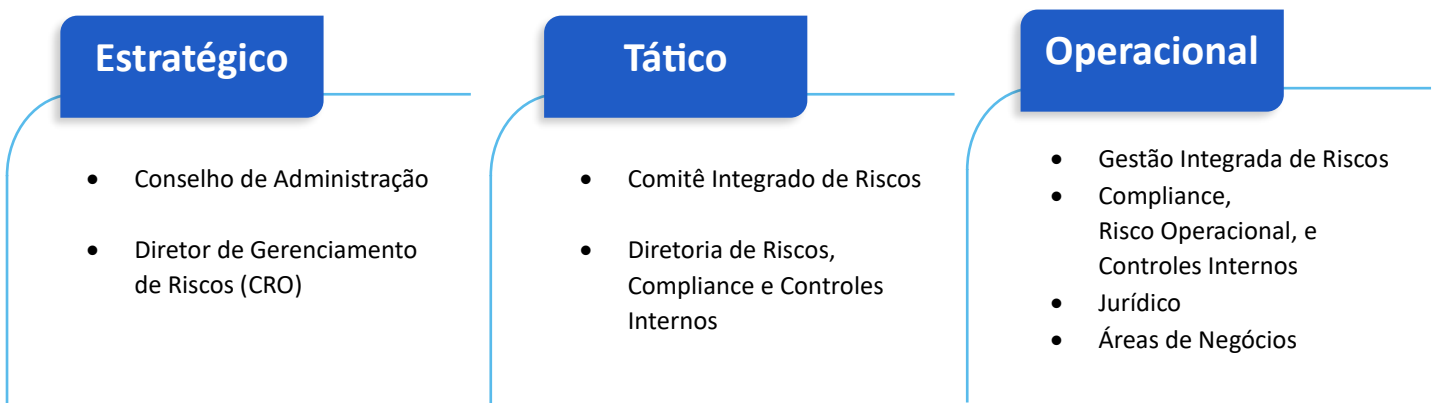 Estratégico
• Conselho de Administração
• Diretor de Gerenciamento
de Riscos (CRO)
Tático
• Comitê Integrado de Riscos
• Diretoria de Riscos,
Compliance e Controles
Internos
Operacional
• Gestão Integrada de Riscos
• Compliance,
Risco Operacional, e
Controles Internos
• Jurídico
• Áreas de Negócios